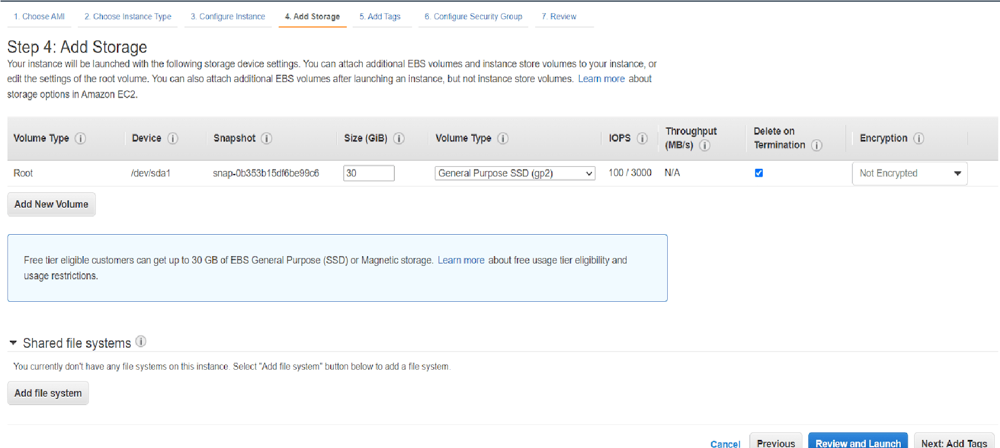 1. Choose AMI 2. Choose Instance Type 3. Configure Instance 4. Add Storage 5. Add Tags 6. Configure Security Group 7. Review
Step 4: Add Storage
Your instance will be launched with the following storage device settings. You can attach additional EBS volumes and instance store volumes to your instance, or
edit the settings of the root volume. You can also attach additional EBS volumes after launching an instance, but not instance store volumes. Learn more about
storage options in Amazon EC2.
Volume Type i Device i Snapshot i Size (GiB) i Volume Type i IOPS i Throughput (MB/s) i Delete on Termination i Encryption i
Root /dev/sda1 snap-0b353b15df6be99c6 30 General Purpose SSD (gp2) 100 / 3000 N/A Not Encrypted
Add New Volume
Free tier eligible customers can get up to 30 GB of EBS General Purpose (SSD) or Magnetic storage. Learn more about free usage tier eligibility and
usage restrictions.
Shared file systems i
You currently don't have any file systems on this instance. Select "Add file system" button below to add a file system.
Add file system
Cancel Previous Review and Launch Next: Add Tags